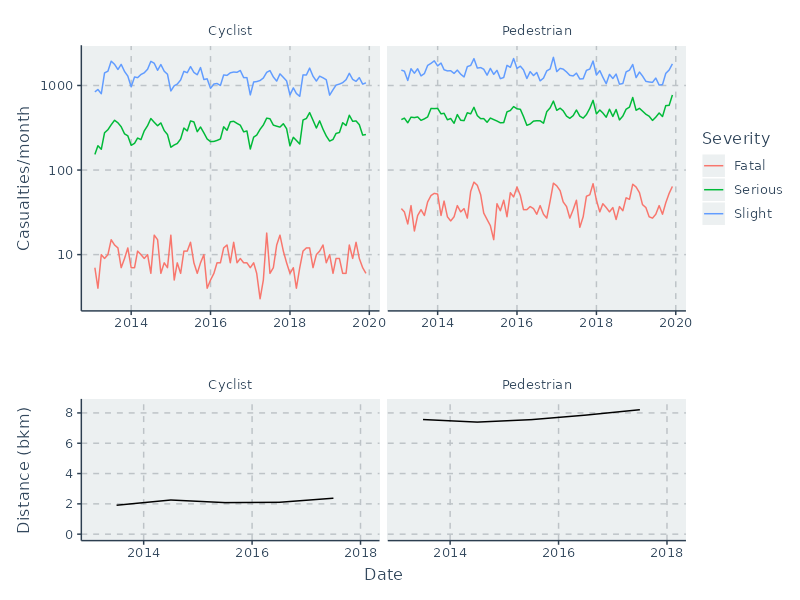 Cyclist Pedestrian
Casualties/month
1000
100
10
2014 2016 2018 2020 2014 2016 2018 2020
Severity
Fatal
Serious
Slight
Cyclist Pedestrian
Distance (bkm)
8
6
4
2
0
2014 2016 2018 2014 2016 2018
Date